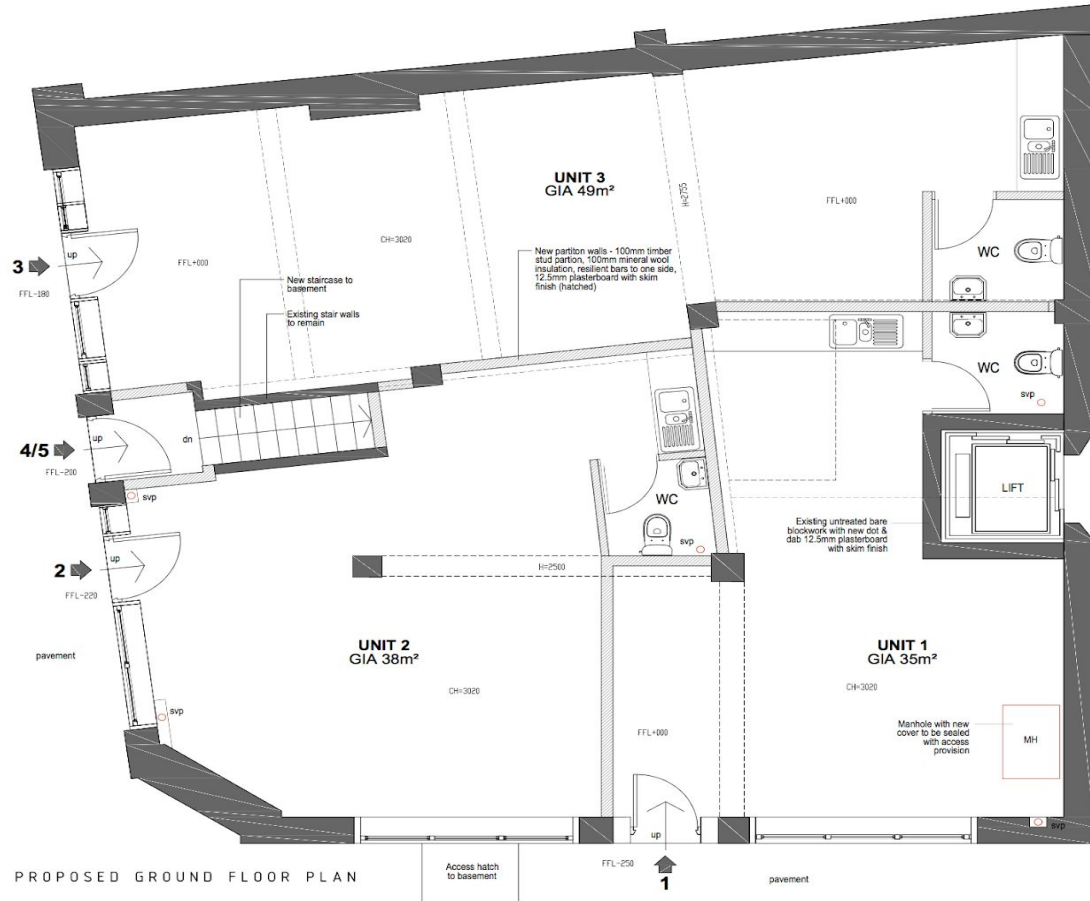 UNIT 3
GIA 49m²
H=2755
FFL+000
CH=3020
WC
3
up
FFL+000
New partiton walls - 100mm timber
stud partion, 100mm mineral wool
insulation, resilient bars to one side,
12.5mm plasterboard with skim
finish (hatched)
FFL-180
New staircase to
basement
Existing stair walls
to remain
WC
svp
4/5
up
dn
FFL-200
svp
WC
svp
LIFT
Existing untreated bare
blockwork with new dot &
dab 12.5mm plasterboard
with skim finish
2
up
FFL-220
H=2500
pavement
UNIT 2
GIA 38m²
CH=3020
UNIT 1
GIA 35m²
CH=3020
svp
FFL+000
Manhole with new
cover to be sealed
with access
provision
MH
up
svp
PROPOSED GROUND FLOOR PLAN
Access hatch
to basement
FFL-250
1
pavement